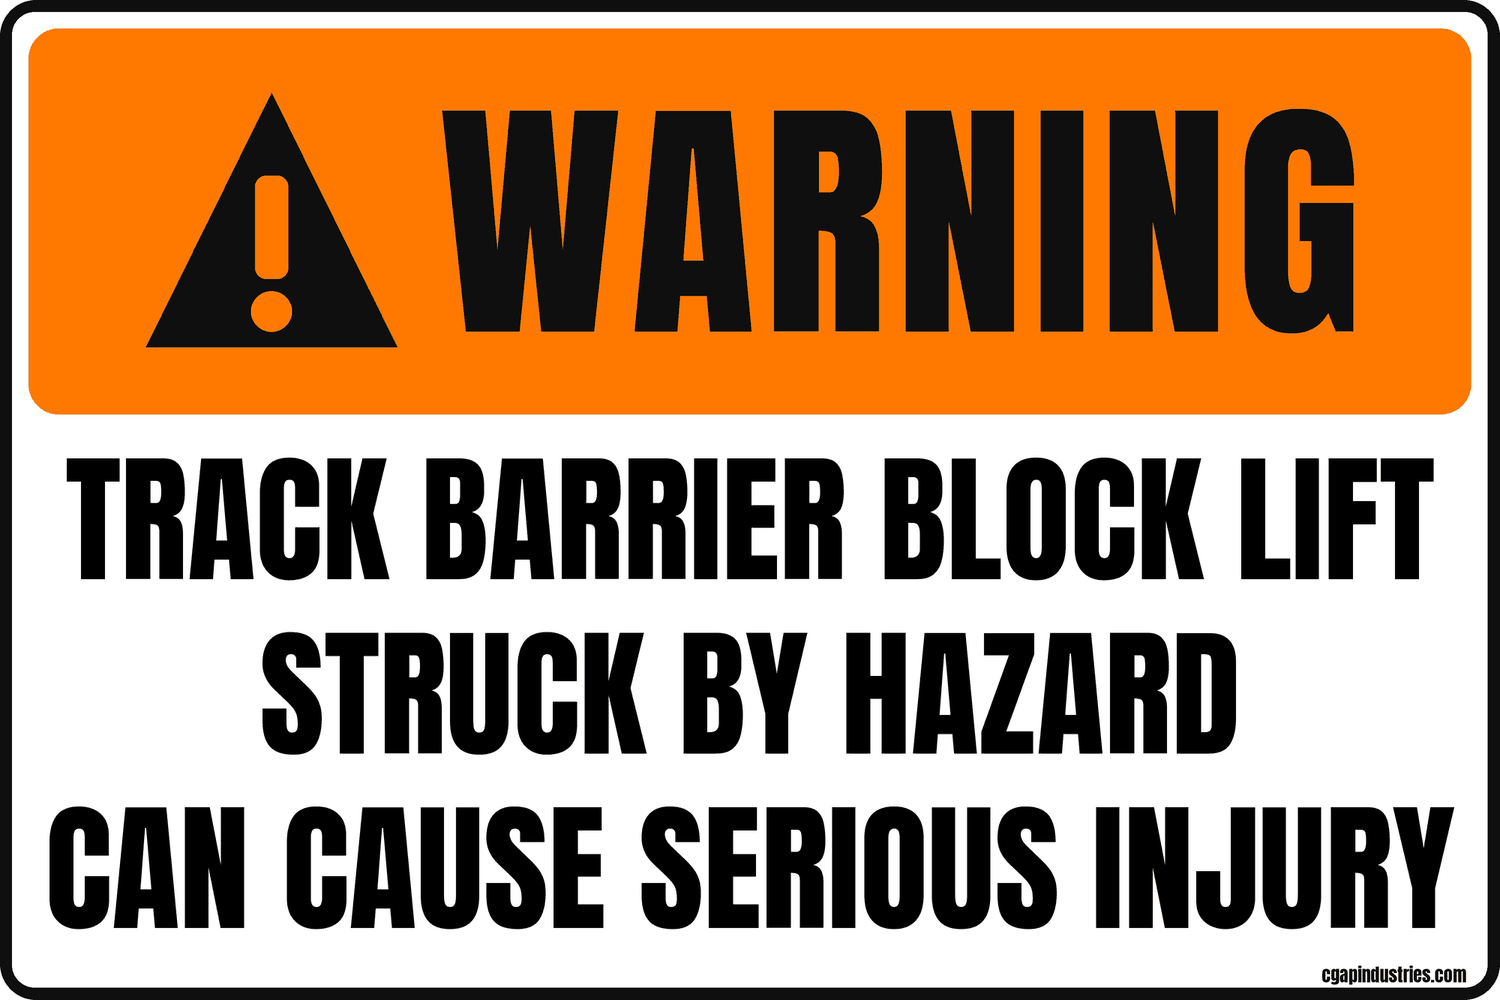 WARNING
TRACK BARRIER BLOCK LIFT
STRUCK BY HAZARD
CAN CAUSE SERIOUS INJURY
cgapindustries.com